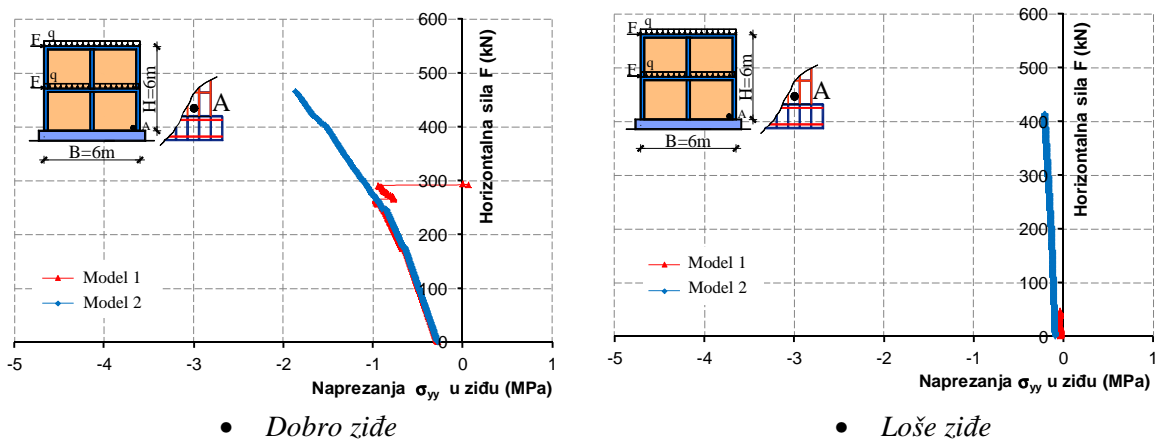 600
500
400
300
200
100
0
-5 -4 -3 -2 -1 0 1
Horizontalna sila F (kN)
Naprezanja σyy u ziđu (MPa)
F q
F q
H=6m
A
B=6m
A
Model 1
Model 2
• Dobro ziđe
600
500
400
300
200
100
0
-5 -4 -3 -2 -1 0 1
Horizontalna sila F (kN)
Naprezanja σyy u ziđu (MPa)
F q
F q
H=6m
A
B=6m
A
Model 1
Model 2
• Loše ziđe